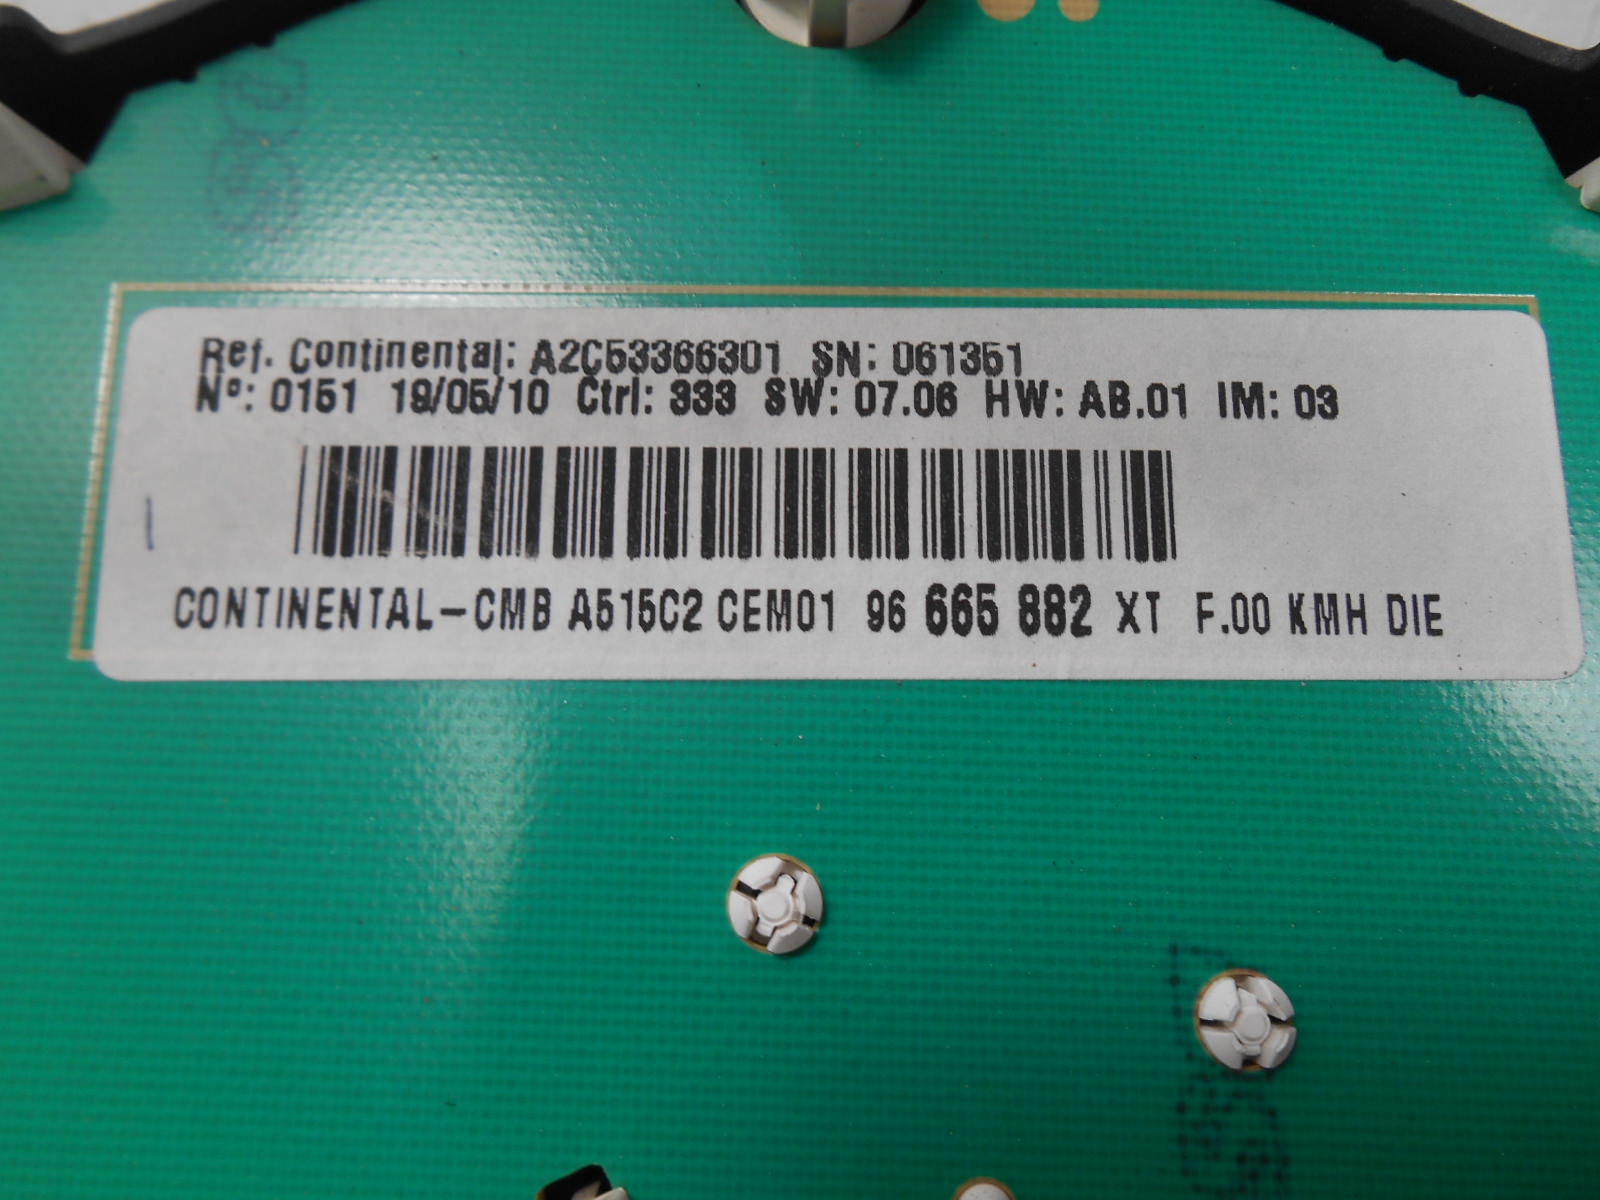 Ref. Continental: A2C53366301 SN: 061351
Nº: 0151 19/05/10 Ctrl: 333 SW: 07.06 HW: AB.01 IM: 03
CONTINENTAL-CMB A515C2 CEM01 96 665 882 XT F.00 KMH DIE